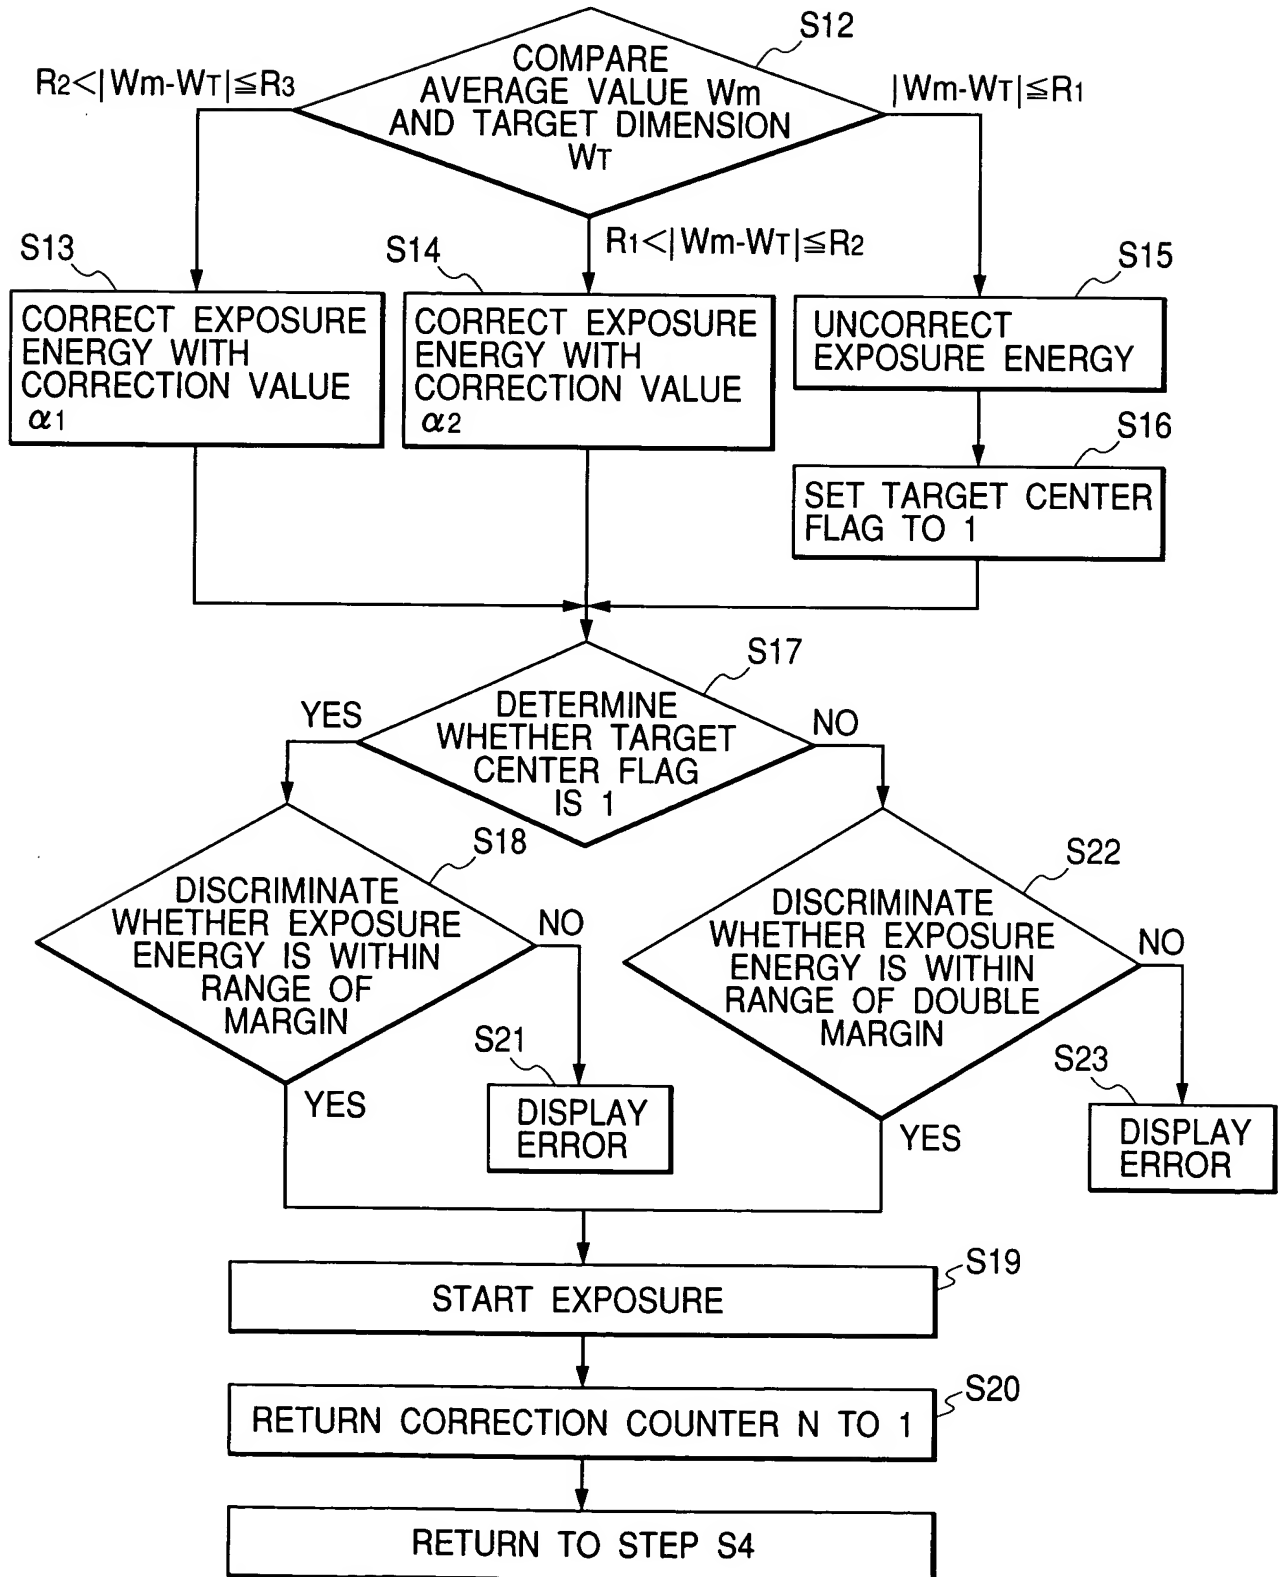 S12
COMPARE
AVERAGE VALUE Wm
AND TARGET DIMENSION
WT
R2<|Wm-WT|≦R3
|Wm-WT|≦R1
R1<|Wm-WT|≦R2
S13
CORRECT EXPOSURE
ENERGY WITH
CORRECTION VALUE
α1
S14
CORRECT EXPOSURE
ENERGY WITH
CORRECTION VALUE
α2
S15
UNCORRECT
EXPOSURE ENERGY
S16
SET TARGET CENTER
FLAG TO 1
S17
DETERMINE
WHETHER TARGET
CENTER FLAG
IS 1
YES
NO
S18
DISCRIMINATE
WHETHER EXPOSURE
ENERGY IS WITHIN
RANGE OF
MARGIN
NO
YES
S21
DISPLAY
ERROR
S22
DISCRIMINATE
WHETHER EXPOSURE
ENERGY IS WITHIN
RANGE OF DOUBLE
MARGIN
NO
YES
S23
DISPLAY
ERROR
S19
START EXPOSURE
S20
RETURN CORRECTION COUNTER N TO 1
RETURN TO STEP S4